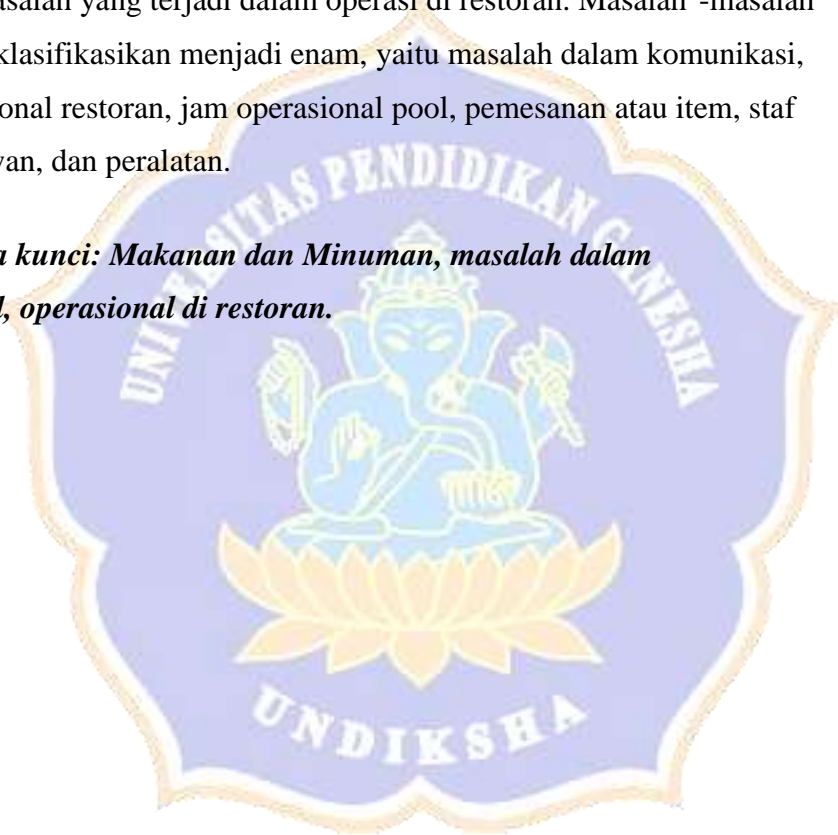 asalah yang terjadi dalam operasi di restoran. Masalah -masalah
klasifikasikan menjadi enam, yaitu masalah dalam komunikasi,
onal restoran, jam operasional pool, pemesanan atau item, staf
van, dan peralatan.
a kunci: Makanan dan Minuman, masalah dalam
l, operasional di restoran.
UNIVERSITAS PENDIDIKAN GANESHA
UNDIKSHA